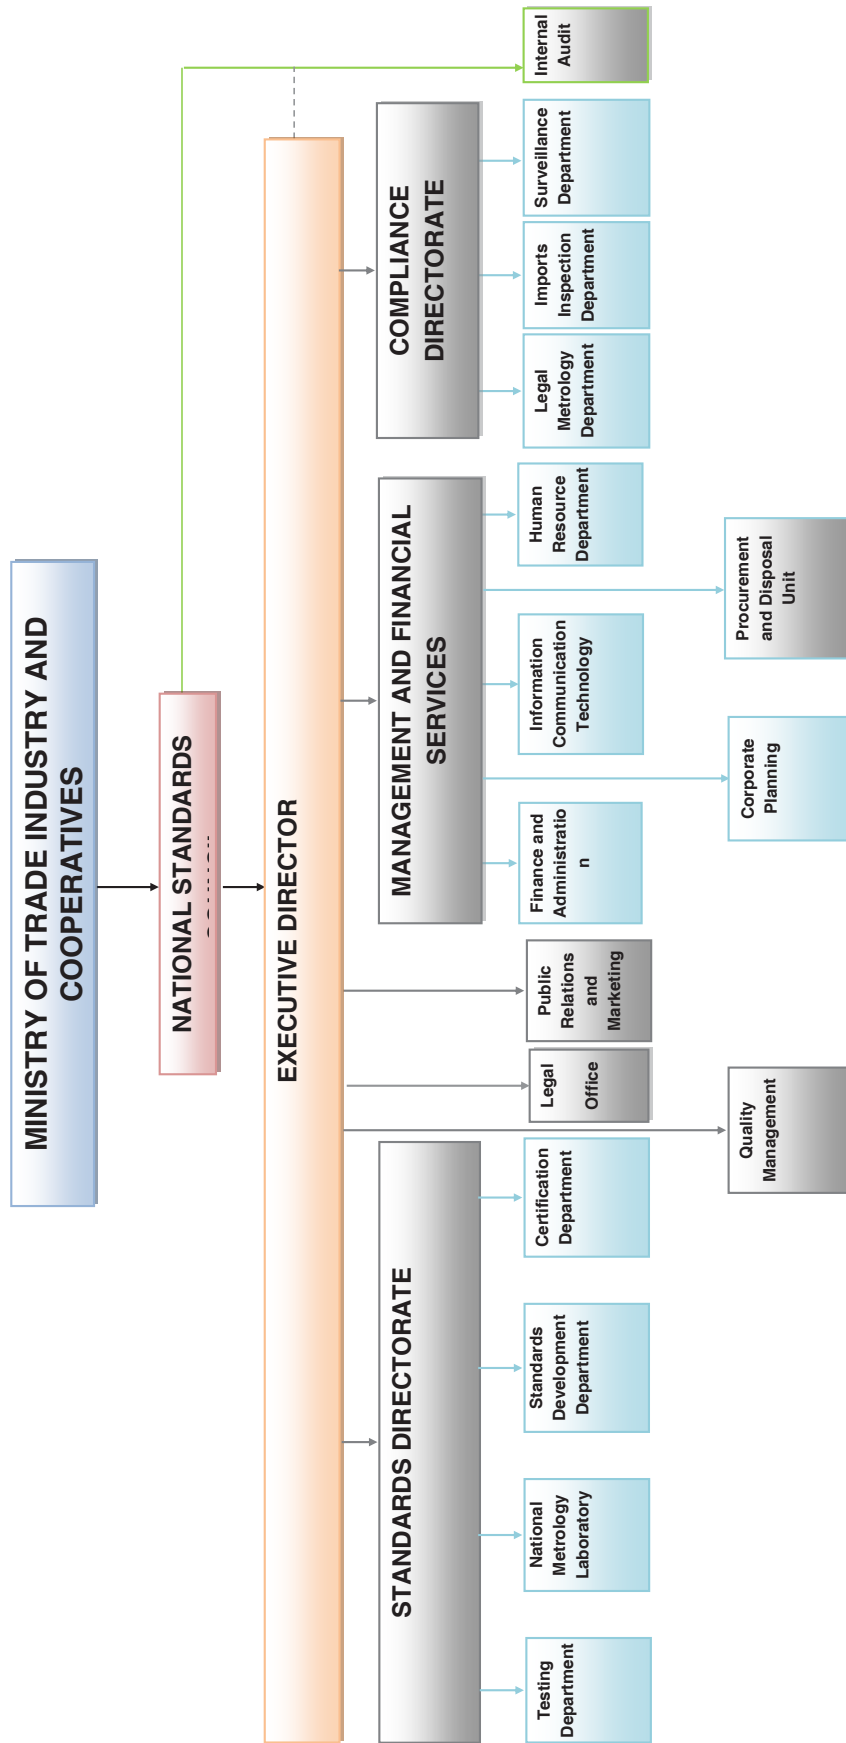 MINISTRY OF TRADE INDUSTRY AND
COOPERATIVES
NATIONAL STANDARDS
EXECUTIVE DIRECTOR
STANDARDS DIRECTORATE
MANAGEMENT AND FINANCIAL
SERVICES
COMPLIANCE
DIRECTORATE
Testing
Department
National
Metrology
Laboratory
Standards
Development
Department
Certification
Department
Legal
Office
Public
Relations
and
Marketing
Finance and
Administratio
n
Information
Communication
Technology
Human
Resource
Department
Legal
Metrology
Department
Imports
Inspection
Department
Surveillance
Department
Internal
Audit
Quality
Management
Corporate
Planning
Procurement
and Disposal
Unit